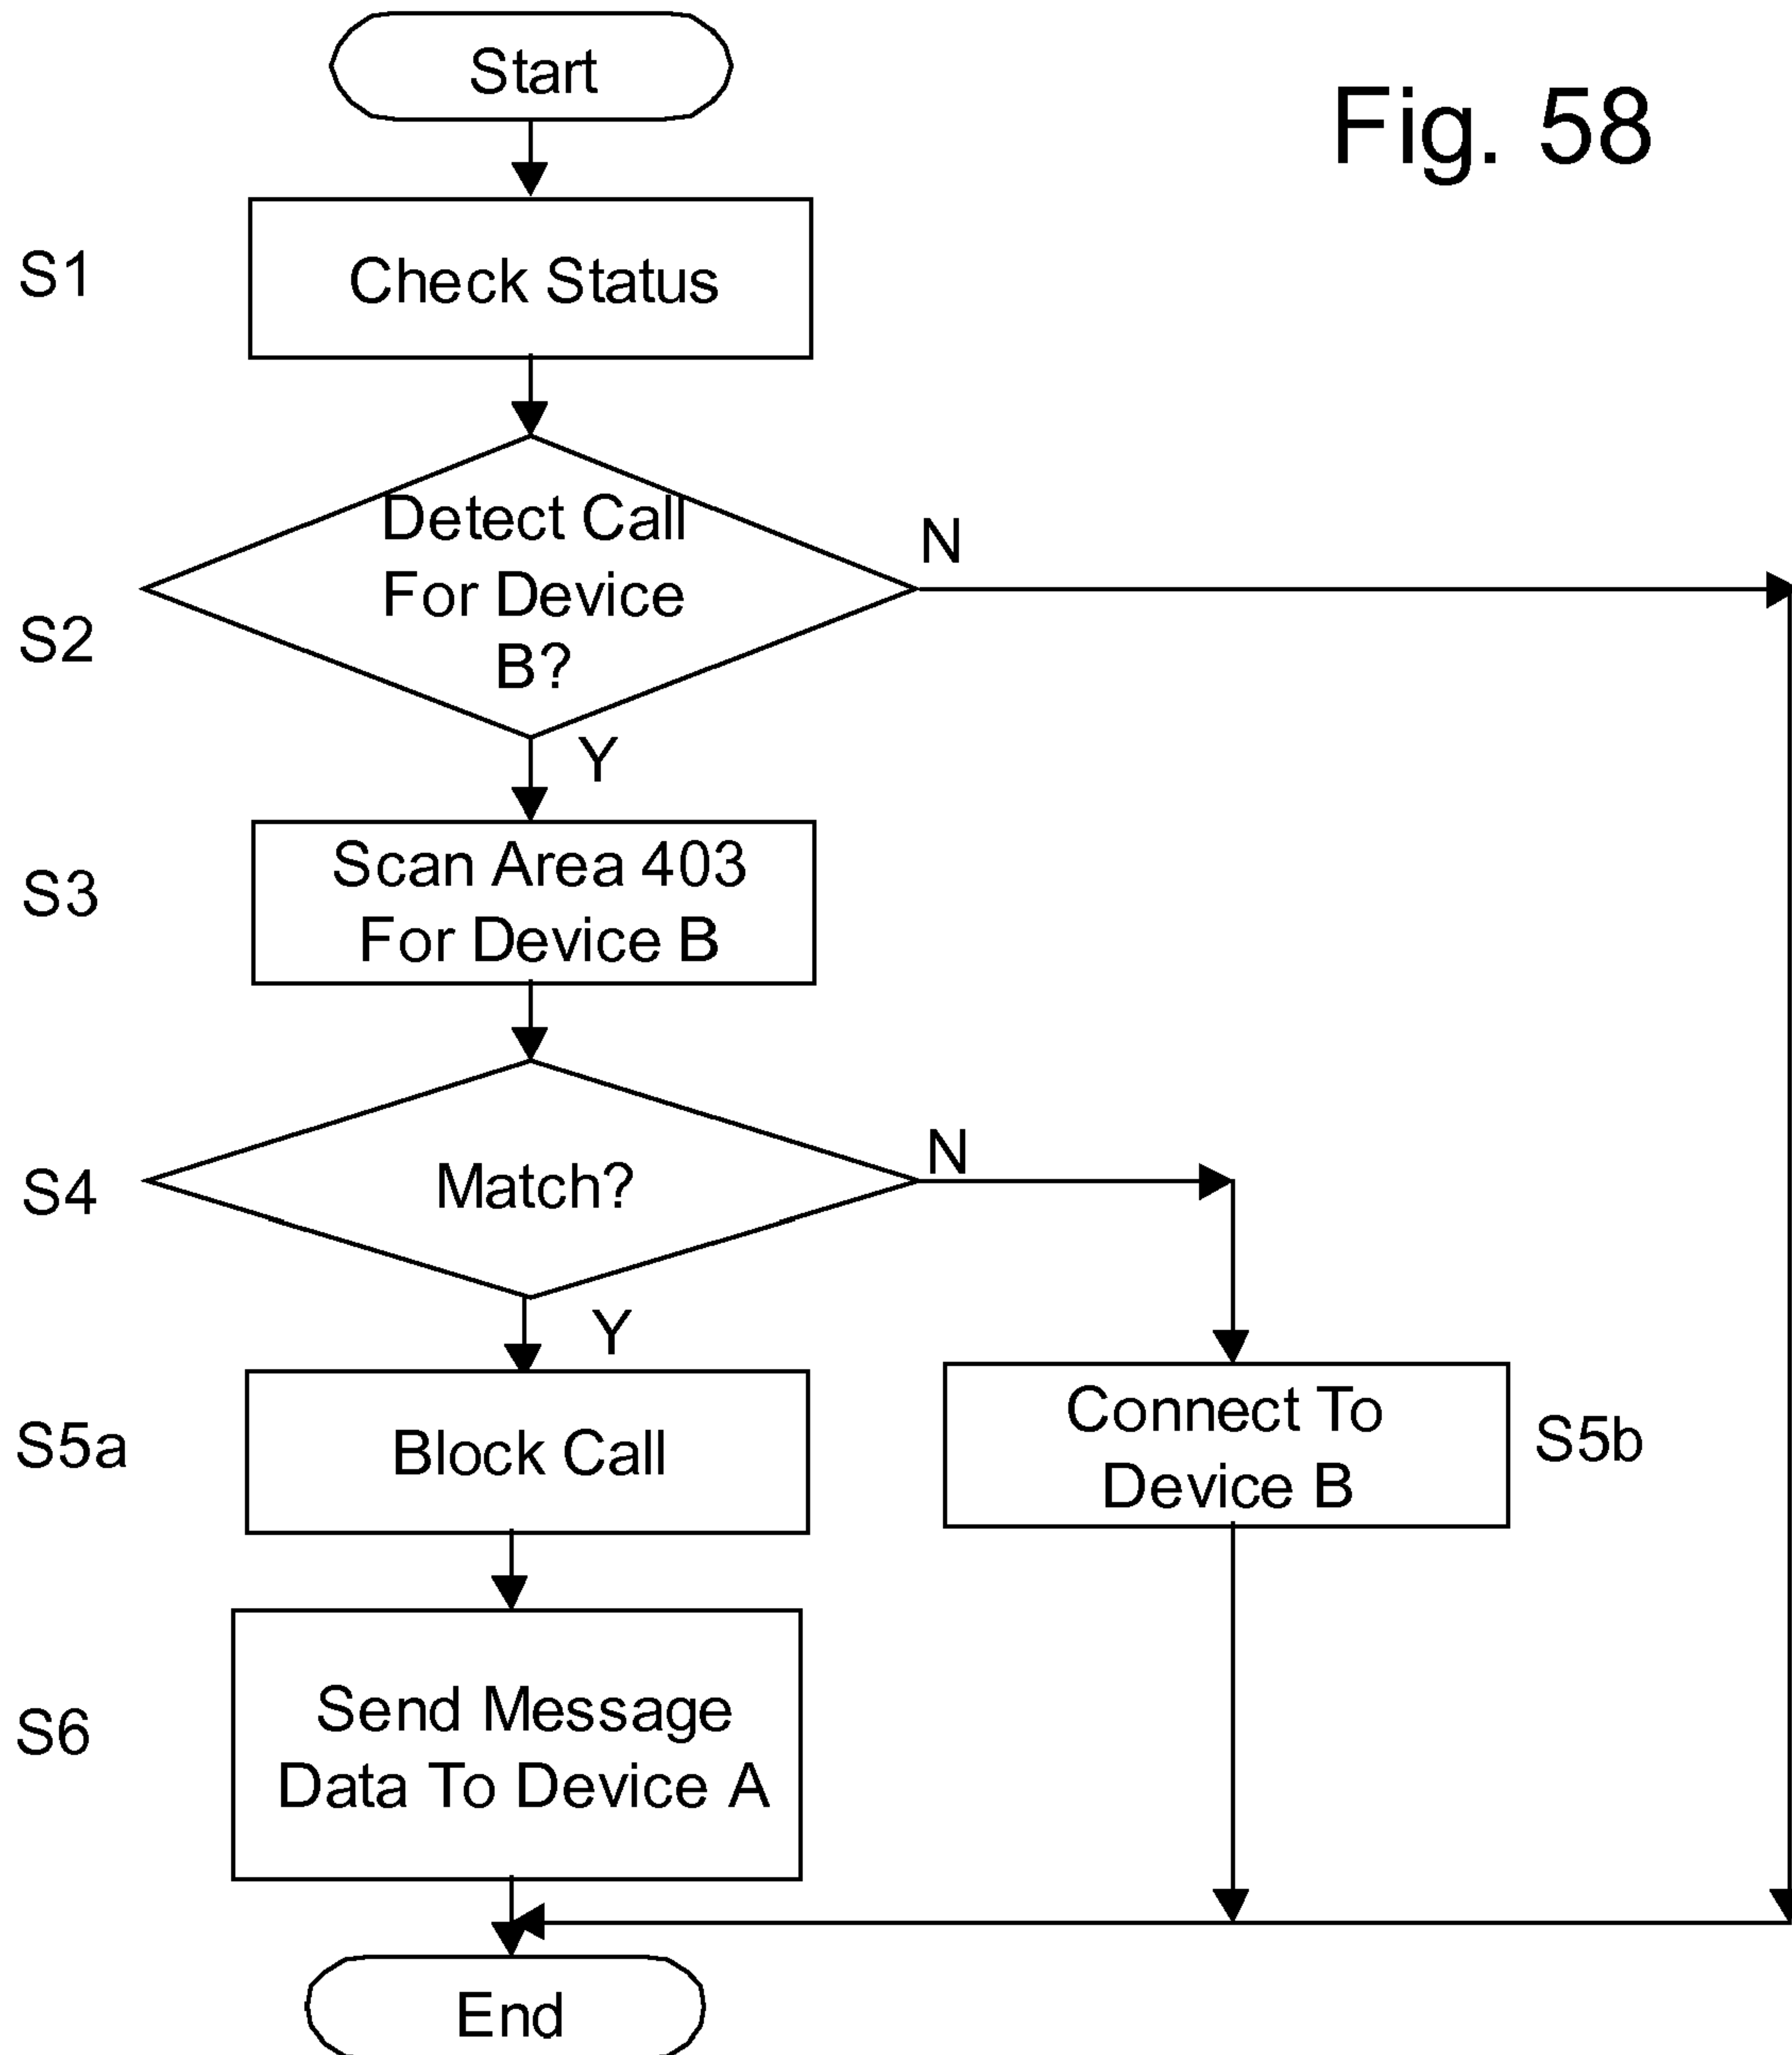 Start
Fig. 58
S1
Check Status
Detect Call
For Device
B?
N
S2
Y
S3
Scan Area 403
For Device B
S4
Match?
N
Y
S5a
Block Call
Connect To
Device B
S5b
S6
Send Message
Data To Device A
End